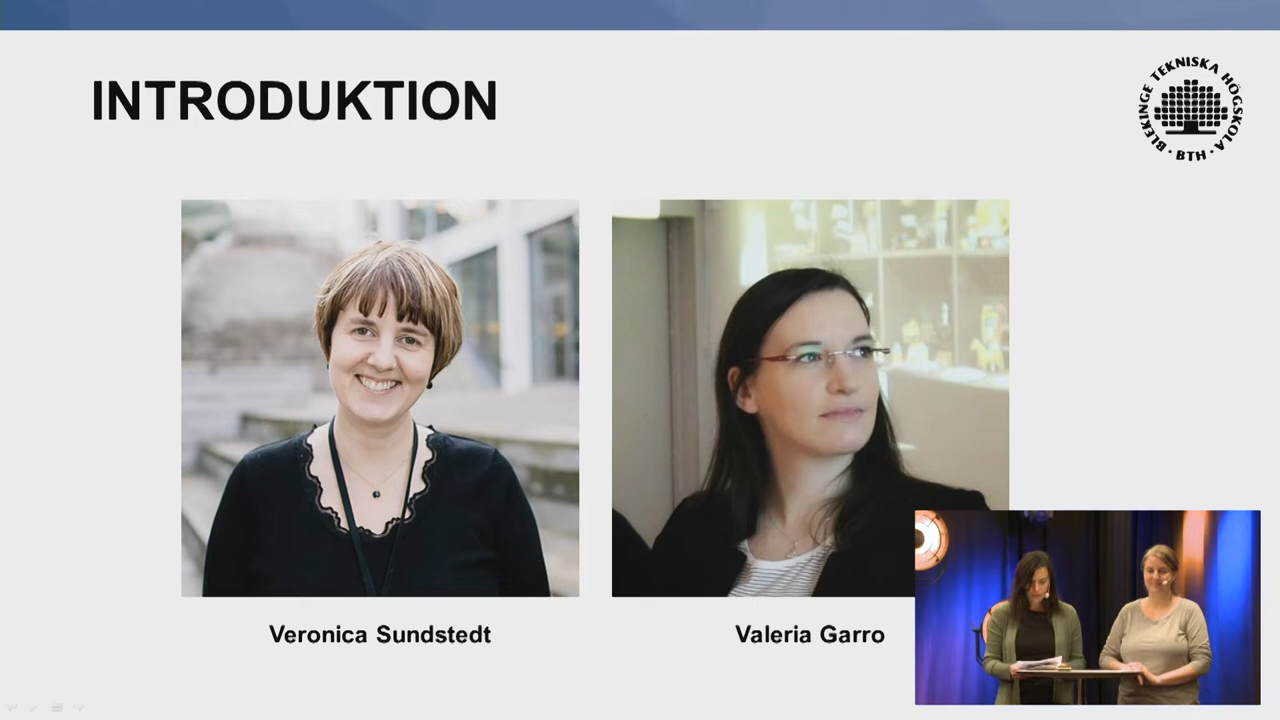 INTRODUKTION
BLEKINGE TEKNISKA HÖGSKOLA
· BTH ·
Veronica Sundstedt
Valeria Garro